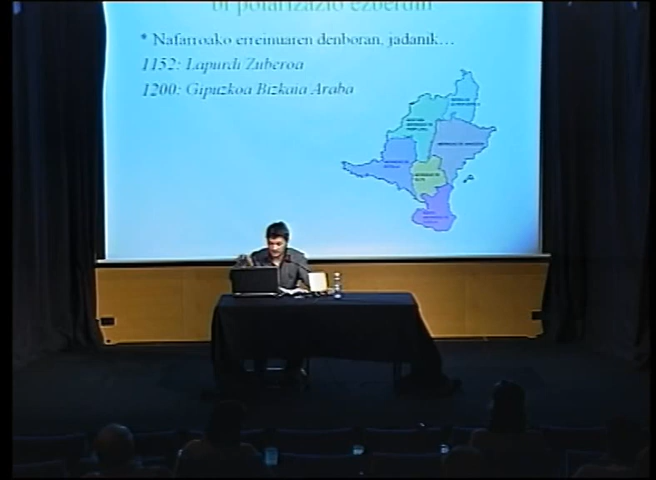 bi polarizazio ezberdin
* Nafarroako erreinuaren denboran, jadanik…
1152: Lapurdi Zuberoa
1200: Gipuzkoa Bizkaia Araba